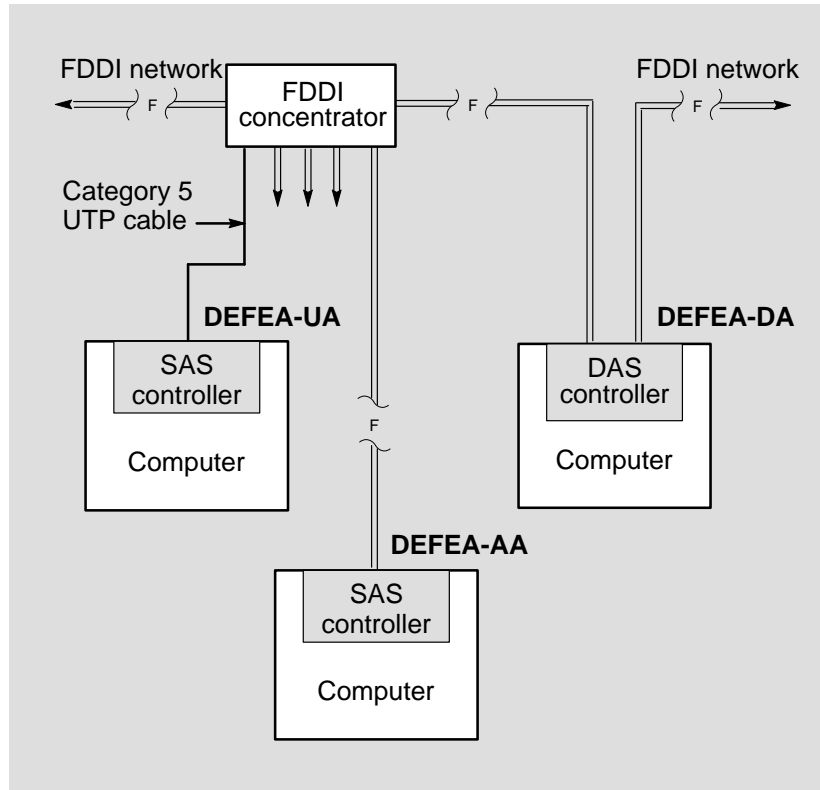 FDDI network
FDDI
concentrator
FDDI network
F
F
F
Category 5
UTP cable
DEFEA-UA
DEFEA-DA
SAS
controller
Computer
DAS
controller
Computer
F
DEFEA-AA
SAS
controller
Computer